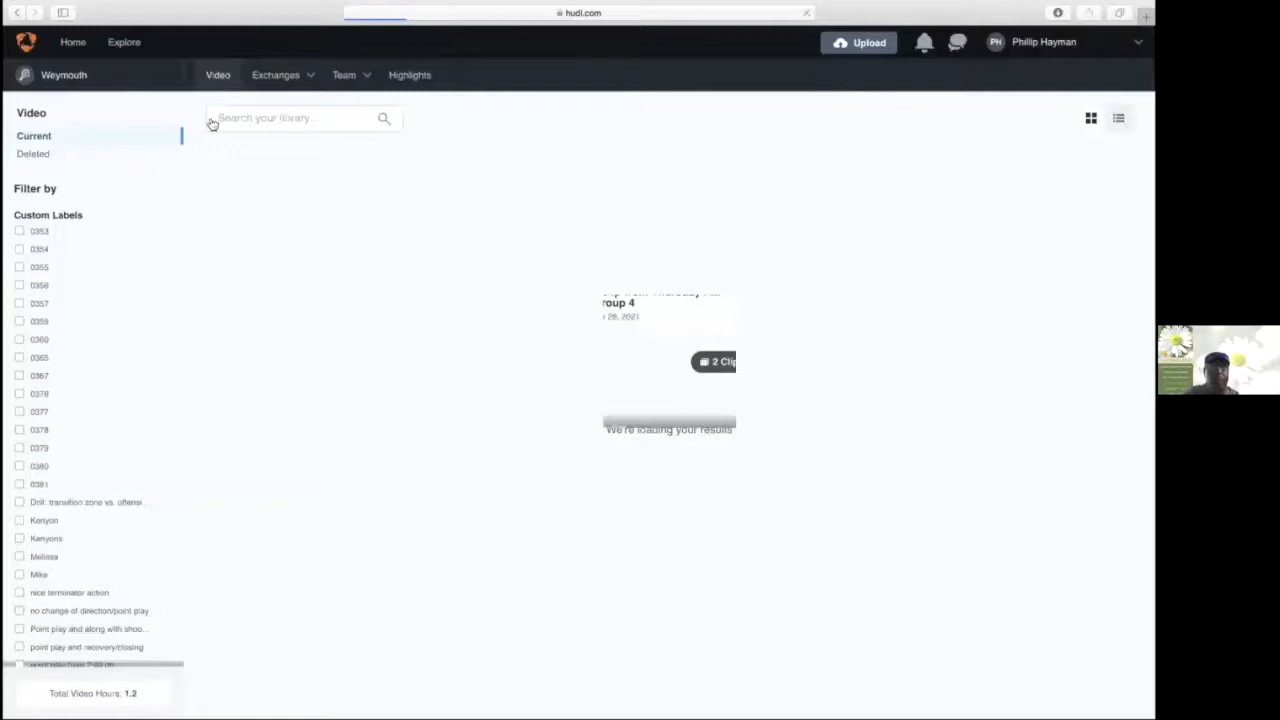 hudl.com
Home Explore Upload PH Phillip Hayman
Weymouth Video Exchanges Team Highlights
Video
Search your library...
Current
Deleted
Filter by
Custom Labels
0353
0354
0355
0356
0357
0359
0360
0365
0367
0376
0377
0378
0379
0380
0381
Drill: transition zone vs. offensi...
Kenyon
Kenyons
Melissa
Mike
nice terminator action
no change of direction/point play
Point play and along with shoo...
point play and recovery/closing
roup 4
26, 2021
2 Clip
We're loading your results
Total Video Hours: 1.2